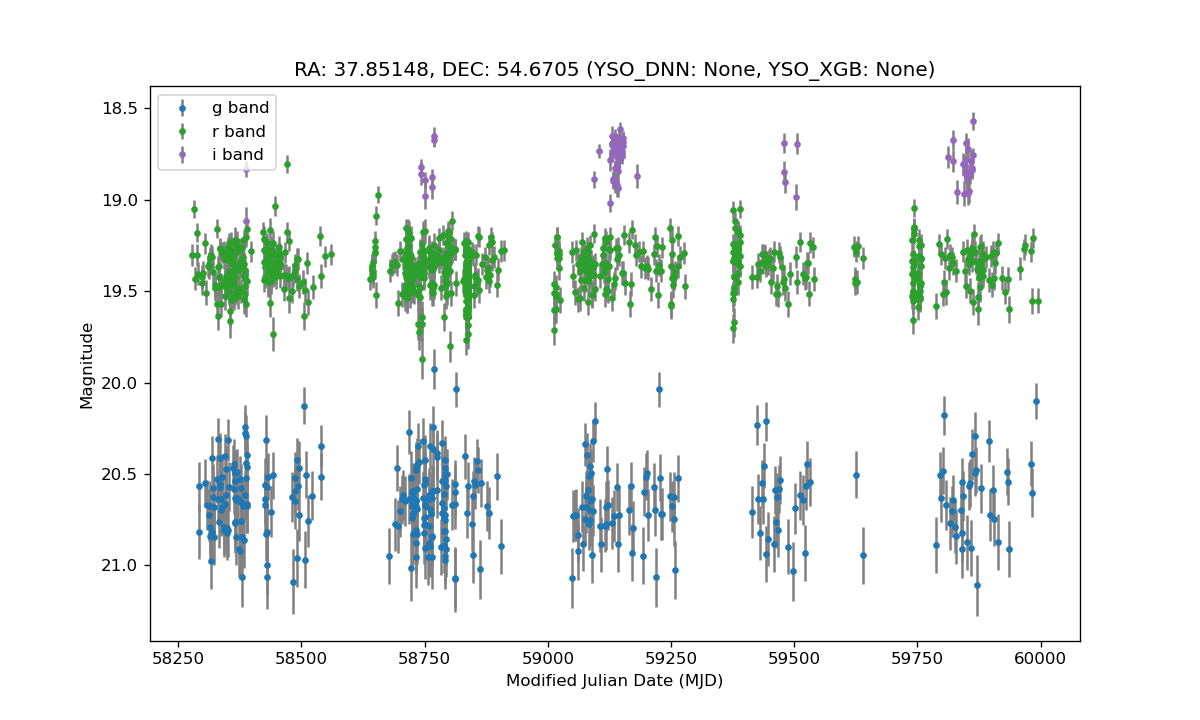 RA: 37.85148, DEC: 54.6705 (YSO_DNN: None, YSO_XGB: None)
g band
r band
i band
18.5
19.0
19.5
20.0
20.5
21.0
Magnitude
58250 58500 58750 59000 59250 59500 59750 60000
Modified Julian Date (MJD)